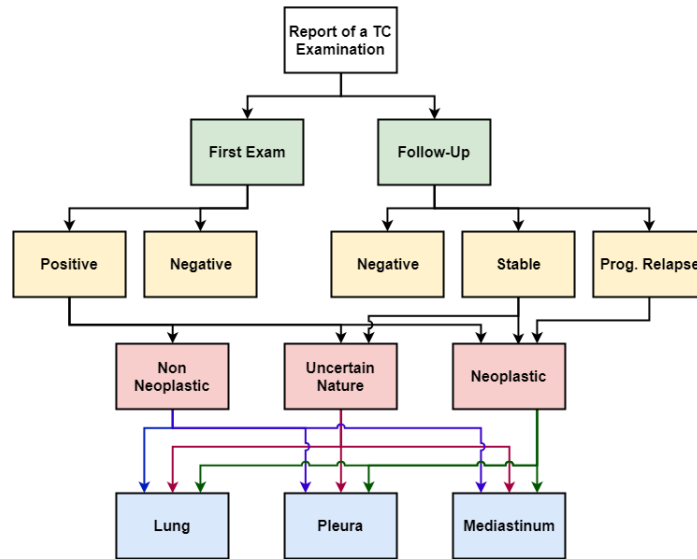 Report of a TC
Examination
First Exam
Follow-Up
Positive
Negative
Negative
Stable
Prog. Relapse
Non
Neoplastic
Uncertain
Nature
Neoplastic
Lung
Pleura
Mediastinum